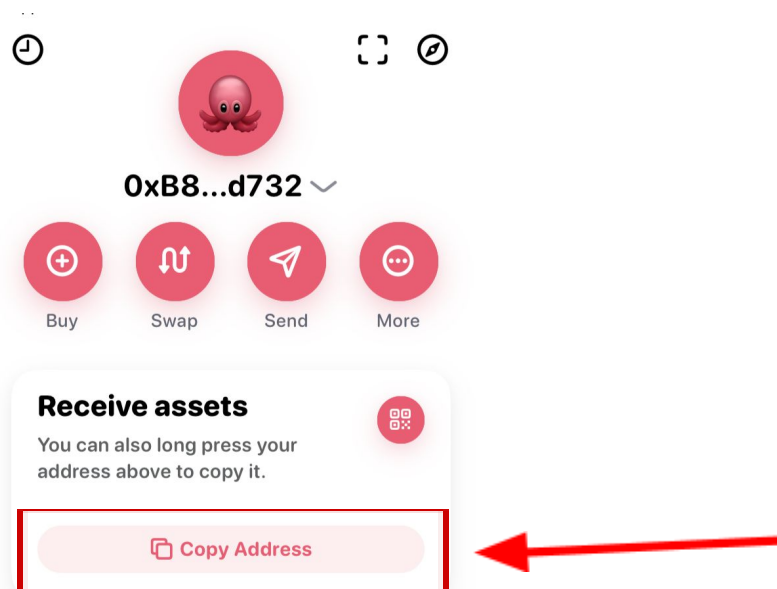 0xB8...d732
Buy
Swap
Send
More
Receive assets
You can also long press your
address above to copy it.
Copy Address